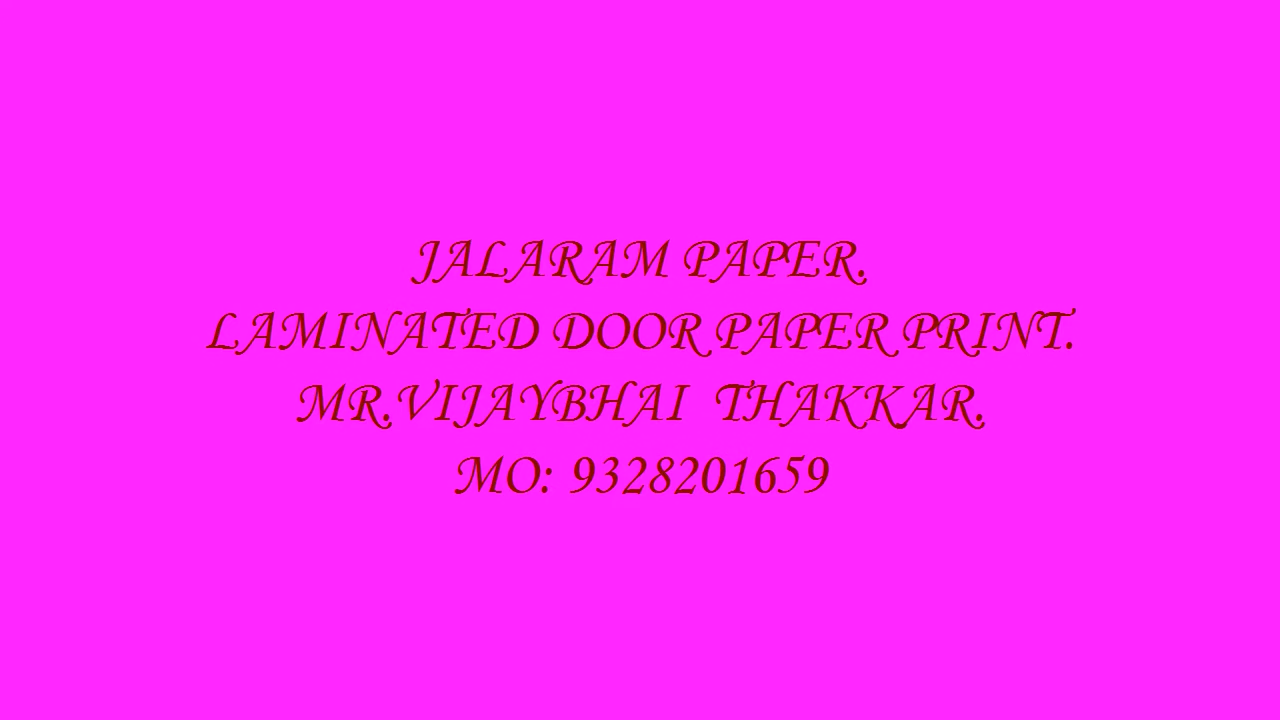 JALARAM PAPER.
LAMINATED DOOR PAPER PRINT.
MR.VIJAYBHAI  THAKKAR.
MO: 9328201659